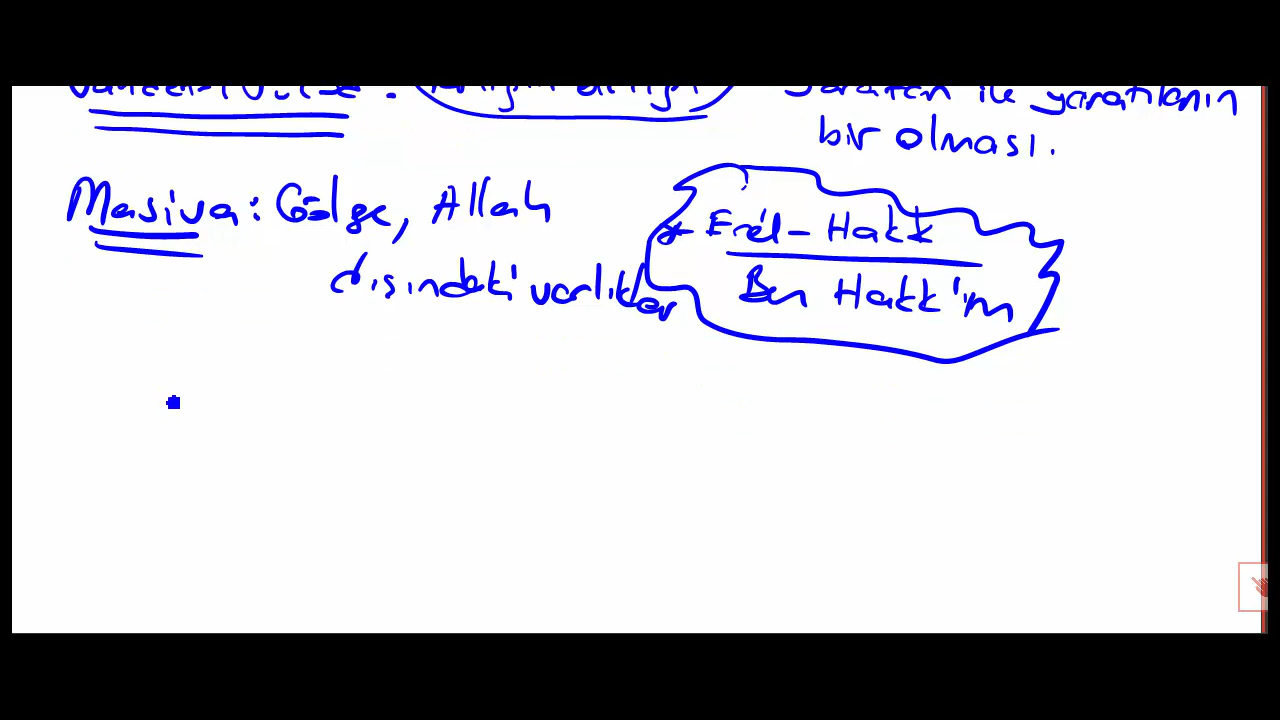 yaratan ile yaratılanın
bir olması.
Masiva: Gölge, Allah
dışındaki varlıklar
* Enel-Hakk
Ben Hakk'ım